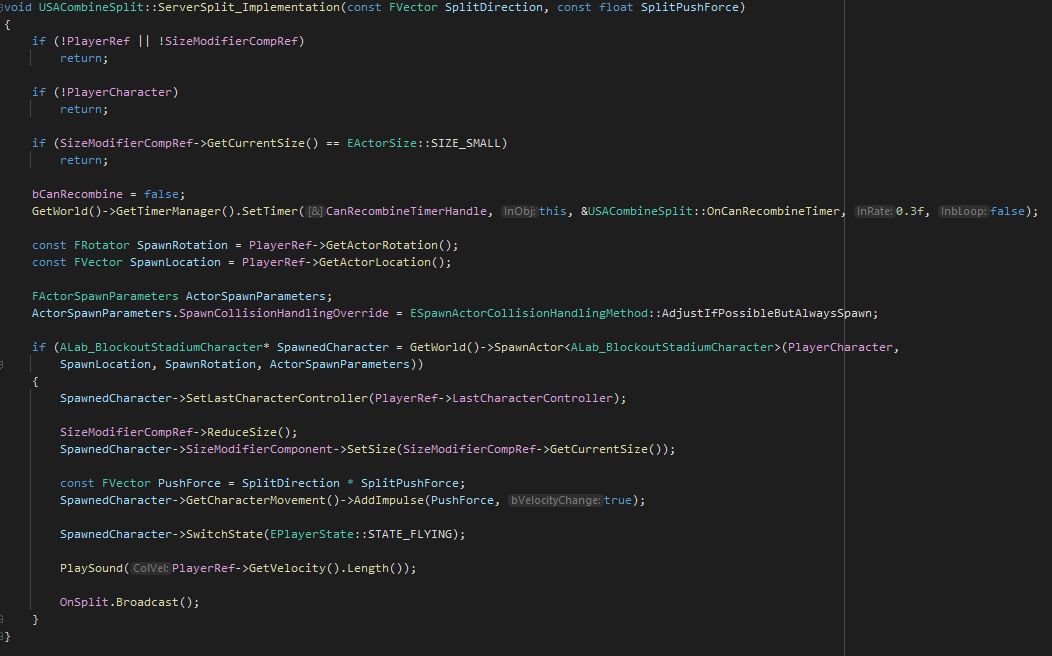 void USACombineSplit::ServerSplit_Implementation(const FVector SplitDirection, const float SplitPushForce)
{
    if (!PlayerRef || !SizeModifierCompRef)
        return;

    if (!PlayerCharacter)
        return;

    if (SizeModifierCompRef->GetCurrentSize() == EActorSize::SIZE_SMALL)
        return;

    bCanRecombine = false;
    GetWorld()->GetTimerManager().SetTimer([&]CanRecombineTimerHandle, InObj: this, &USACombineSplit::OnCanRecombineTimer, InRate: 0.3f, InbLoop: false);

    const FRotator SpawnRotation = PlayerRef->GetActorRotation();
    const FVector SpawnLocation = PlayerRef->GetActorLocation();

    FActorSpawnParameters ActorSpawnParameters;
    ActorSpawnParameters.SpawnCollisionHandlingOverride = ESpawnActorCollisionHandlingMethod::AdjustIfPossibleButAlwaysSpawn;

    if (ALab_BlockoutStadiumCharacter* SpawnedCharacter = GetWorld()->SpawnActor<ALab_BlockoutStadiumCharacter>(PlayerCharacter,
        SpawnLocation, SpawnRotation, ActorSpawnParameters))
    {
        SpawnedCharacter->SetLastCharacterController(PlayerRef->LastCharacterController);

        SizeModifierCompRef->ReduceSize();
        SpawnedCharacter->SizeModifierComponent->SetSize(SizeModifierCompRef->GetCurrentSize());

        const FVector PushForce = SplitDirection * SplitPushForce;
        SpawnedCharacter->GetCharacterMovement()->AddImpulse(PushForce, bVelocityChange: true);

        SpawnedCharacter->SwitchState(EPlayerState::STATE_FLYING);

        PlaySound(ColVel: PlayerRef->GetVelocity().Length());

        OnSplit.Broadcast();
    }
}